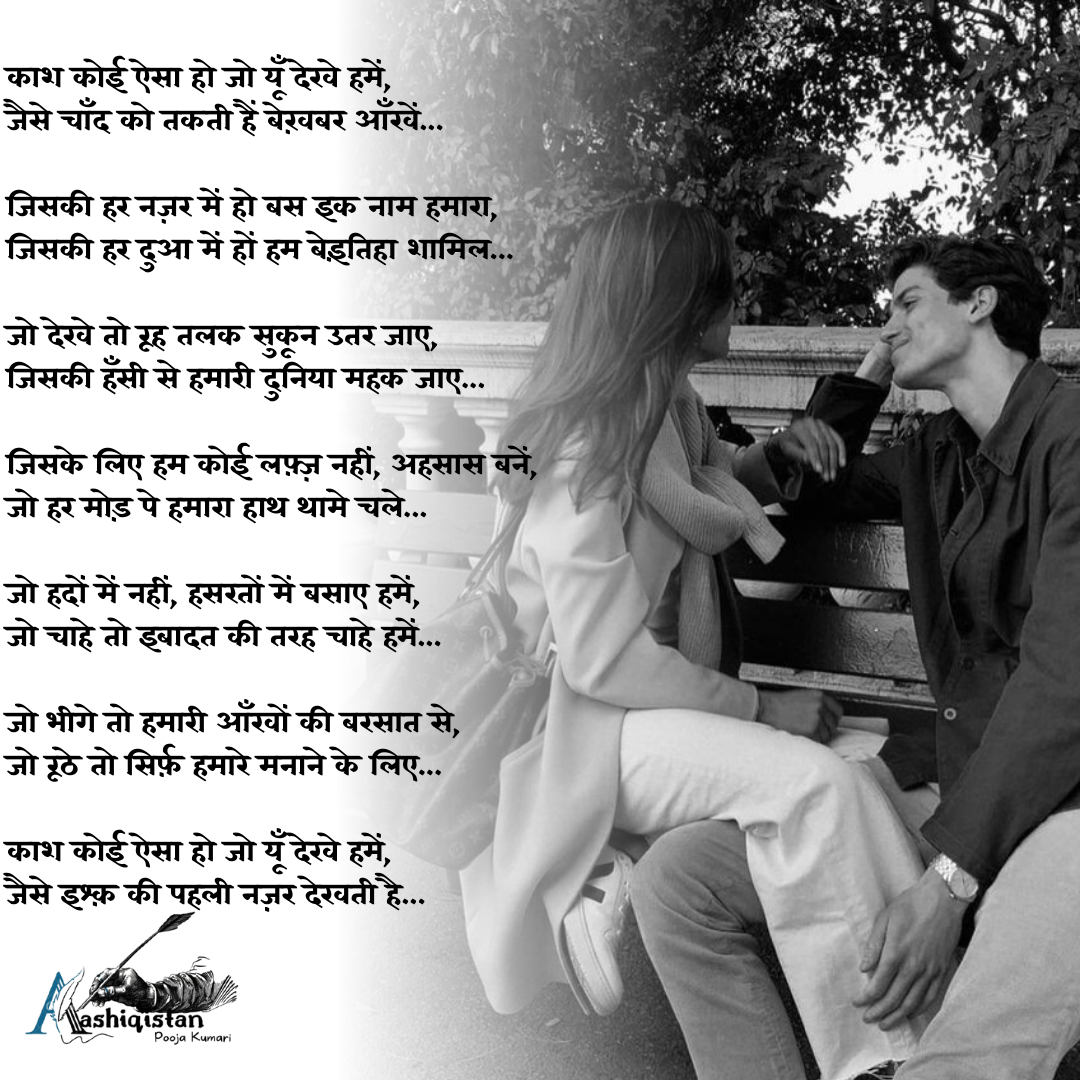 काश कोई ऐसा हो जो यूँ देखे हमें,
जैसे चाँद को तकती हैं बेख़बर आँखें...
जिसकी हर नज़र में हो बस इक नाम हमारा,
जिसकी हर दुआ में हों हम बेइंतिहा शामिल...
जो देखे तो रूह तलक सुकून उतर जाए,
जिसकी हँसी से हमारी दुनिया महक जाए...
जिसके लिए हम कोई लफ़्ज़ नहीं, अहसास बनें,
जो हर मोड़ पे हमारा हाथ थामे चले...
जो हदों में नहीं, हसरतों में बसाए हमें,
जो चाहे तो इबादत की तरह चाहे हमें...
जो भीगे तो हमारी आँखों की बरसात से,
जो रूठे तो सिर्फ़ हमारे मनाने के लिए...
काश कोई ऐसा हो जो यूँ देखे हमें,
जैसे इश्क़ की पहली नज़र देखती है...
Aashiqistan
Pooja Kumari